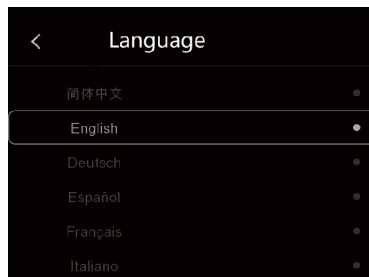 Language
简体中文
English
Deutsch
Español
Français
Italiano